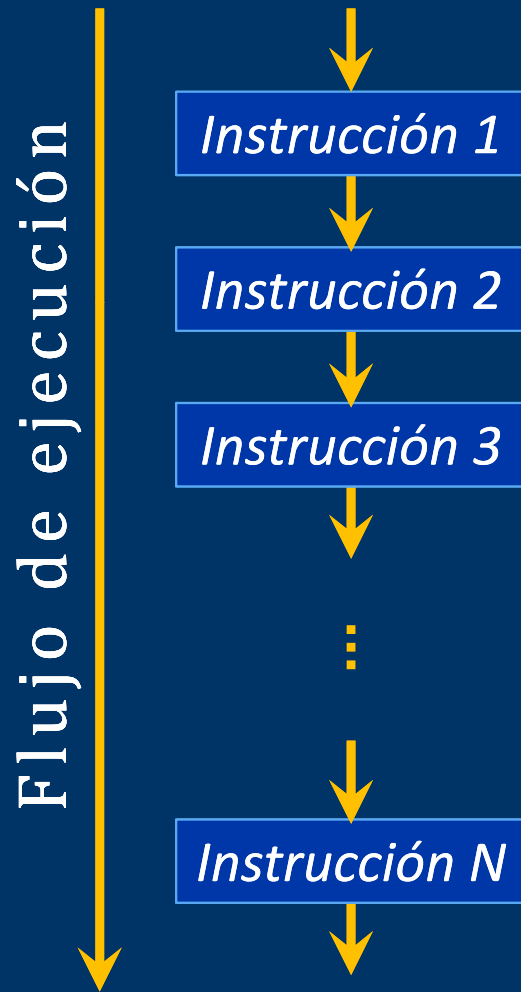 Flujo de ejecución
Instrucción 1
Instrucción 2
Instrucción 3
...
Instrucción N